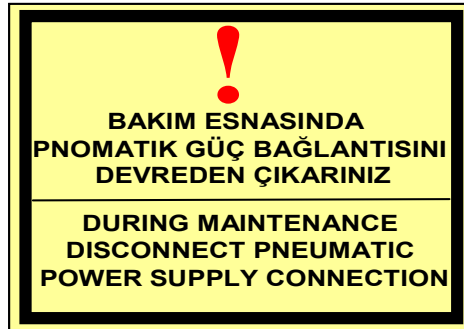 !
BAKIM ESNASINDA
PNOMATIK GÜÇ BAĞLANTISINI
DEVREDEN ÇIKARINIZ
DURING MAINTENANCE
DISCONNECT PNEUMATIC
POWER SUPPLY CONNECTION